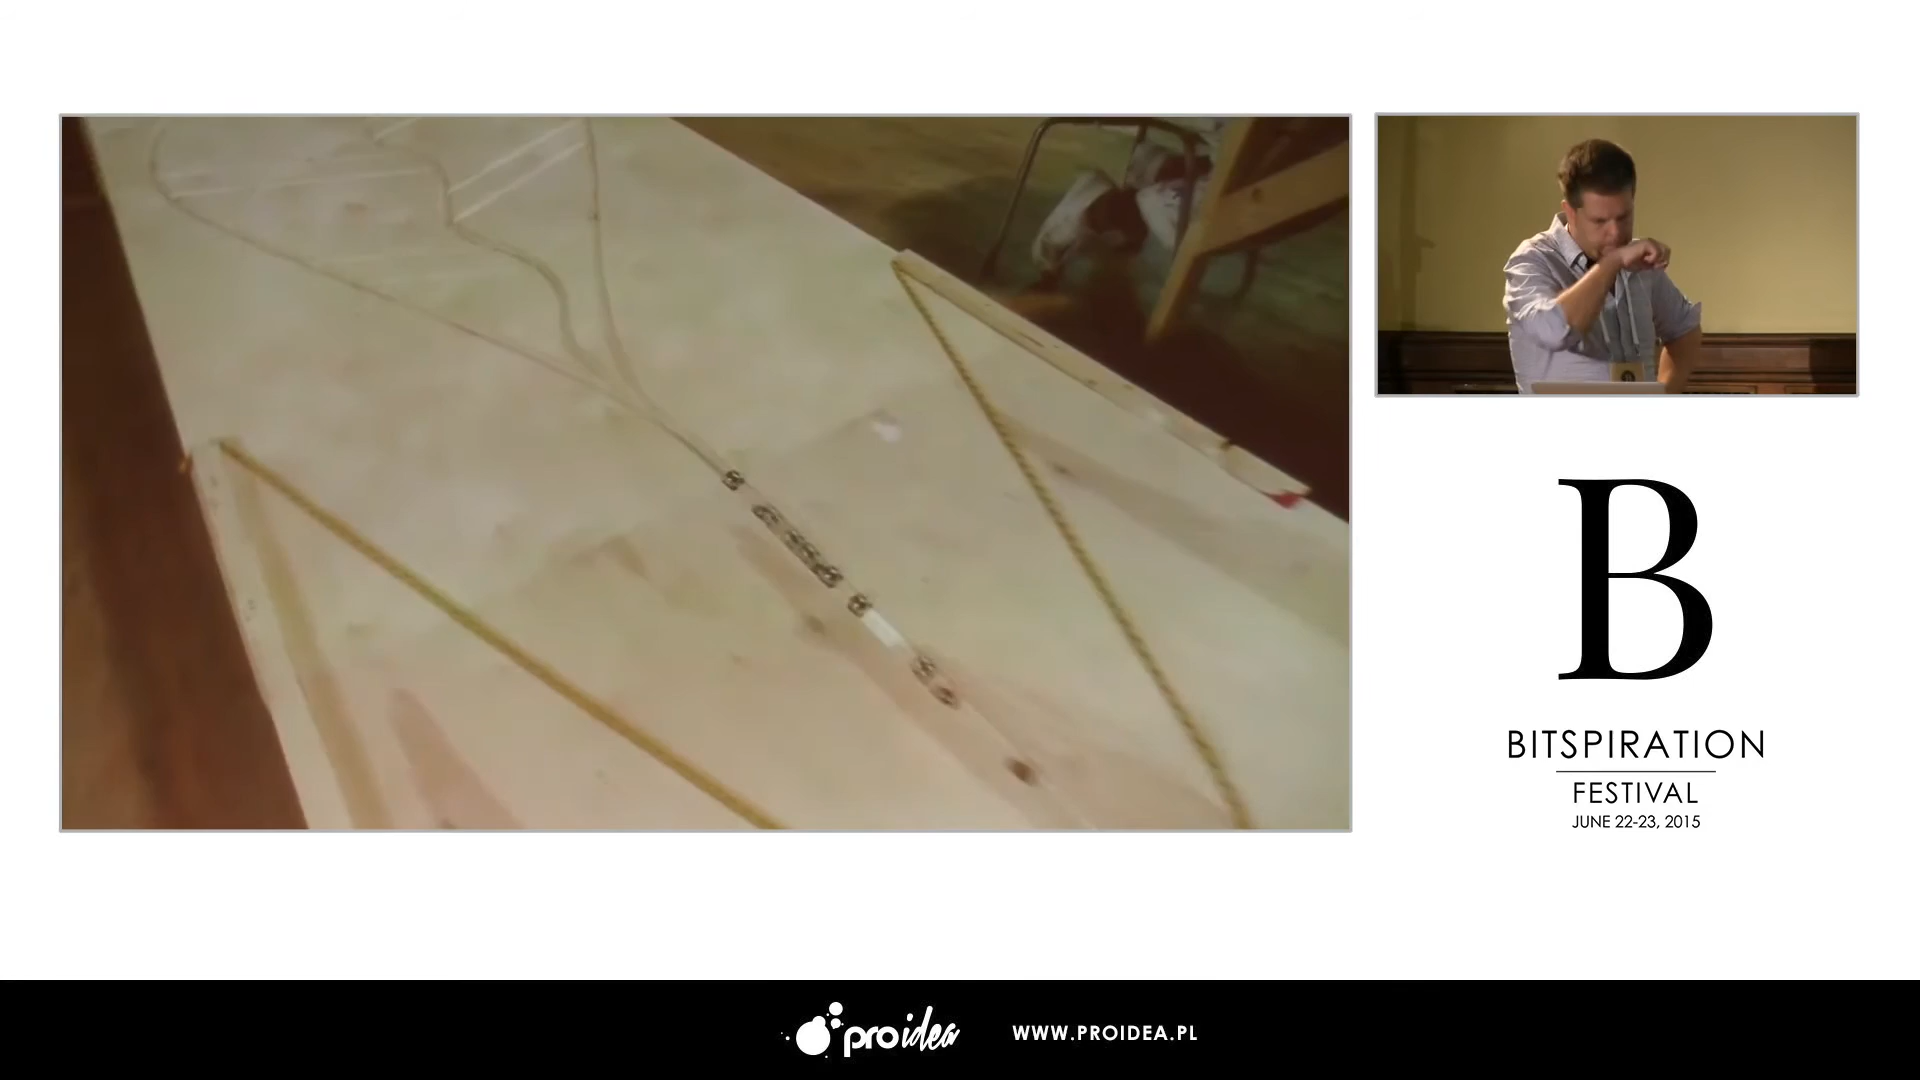 B
BITSPIRATION
FESTIVAL
JUNE 22-23, 2015
proidea
WWW.PROIDEA.PL